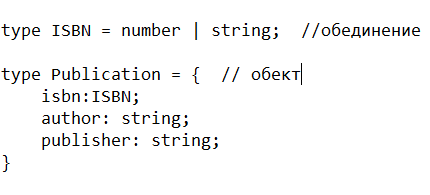 type ISBN = number | string;  //обединение
type Publication = {  // обект
    isbn:ISBN;
    author: string;
    publisher: string;
}